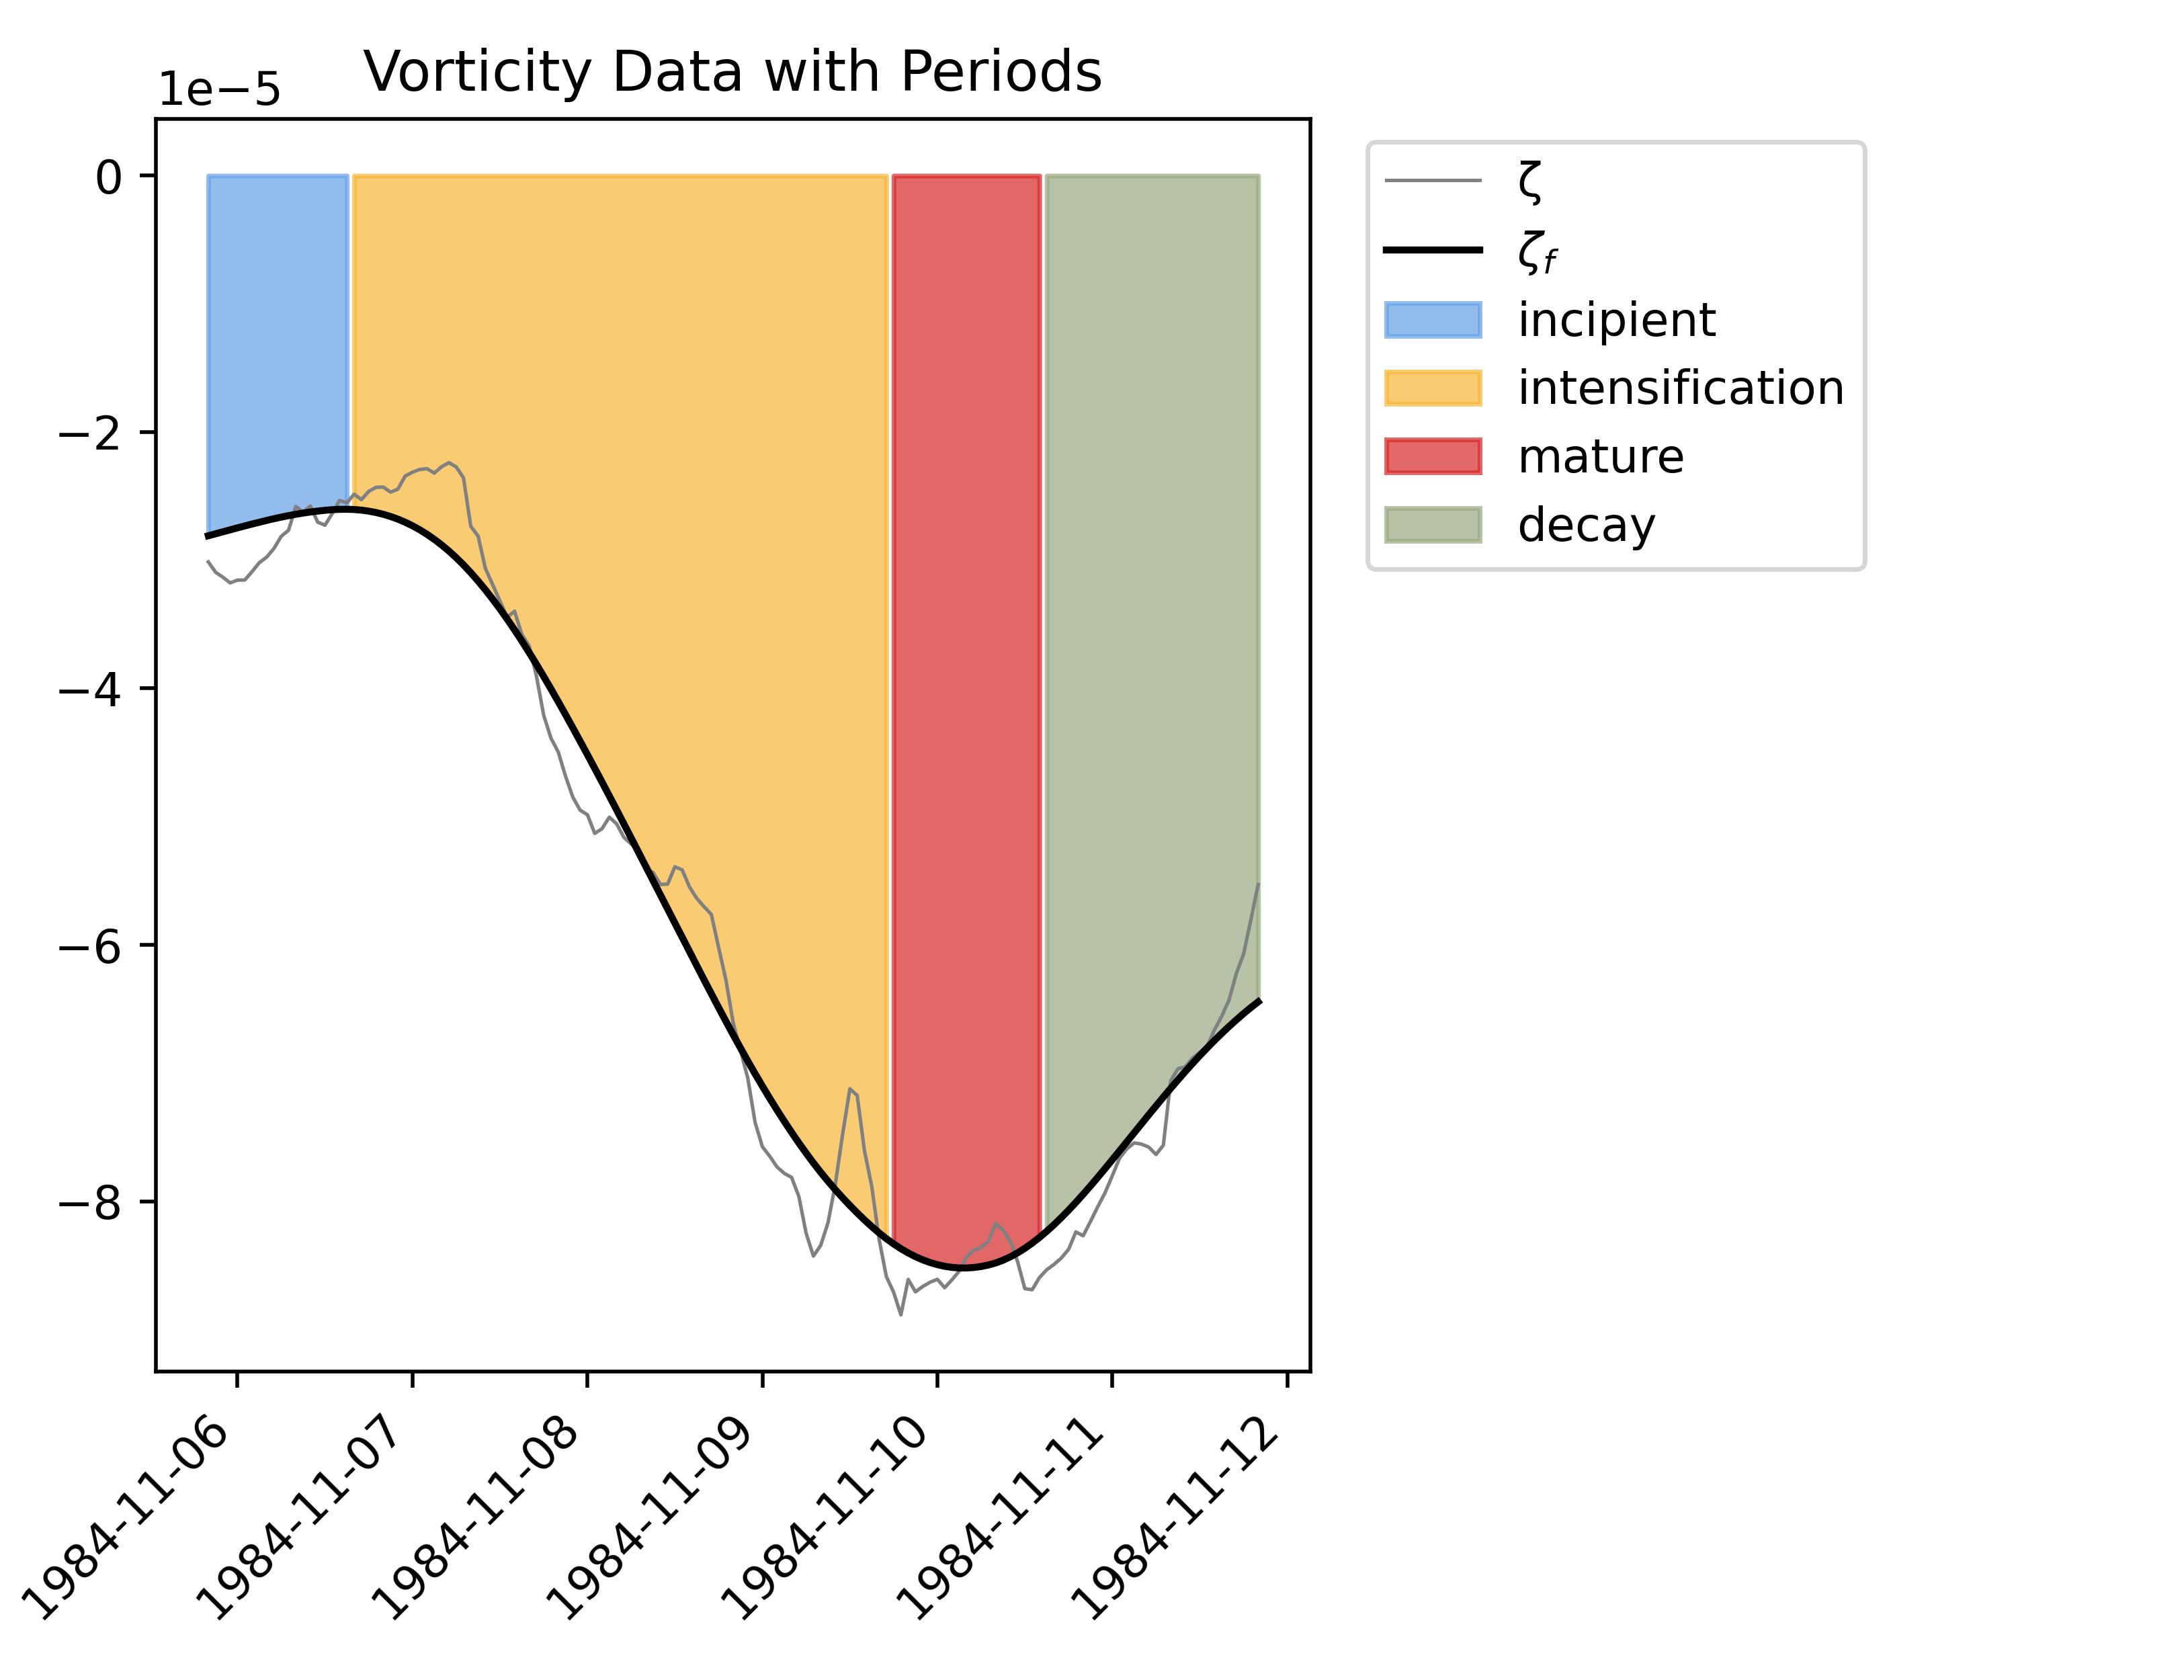 Vorticity Data with Periods
1e−5
0
−2
−4
−6
−8
1984-11-06
1984-11-07
1984-11-08
1984-11-09
1984-11-10
1984-11-11
1984-11-12
ζ
ζf
incipient
intensification
mature
decay